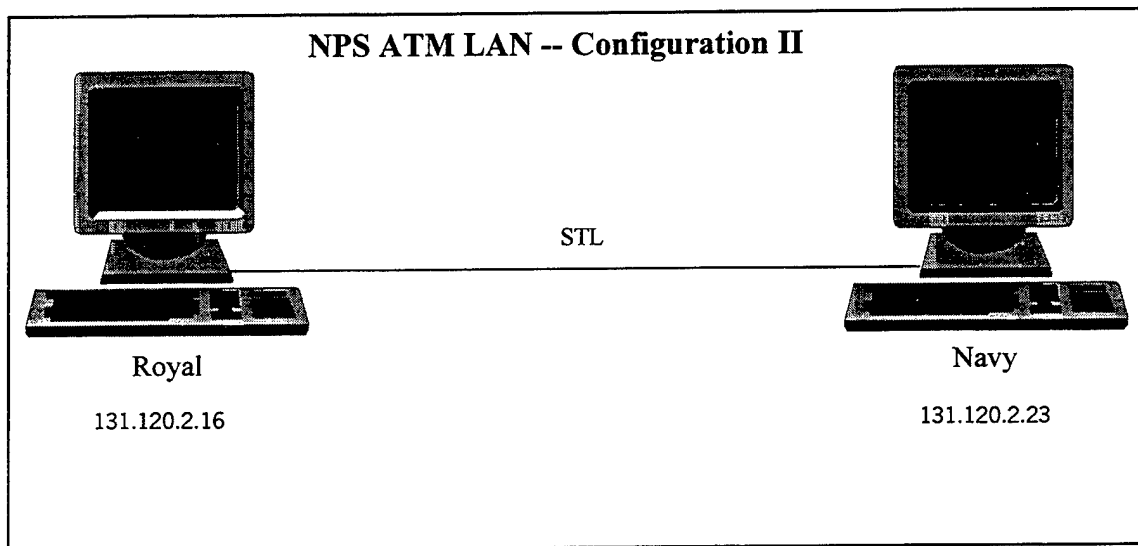 NPS ATM LAN -- Configuration II
STL
Royal
Navy
131.120.2.16
131.120.2.23